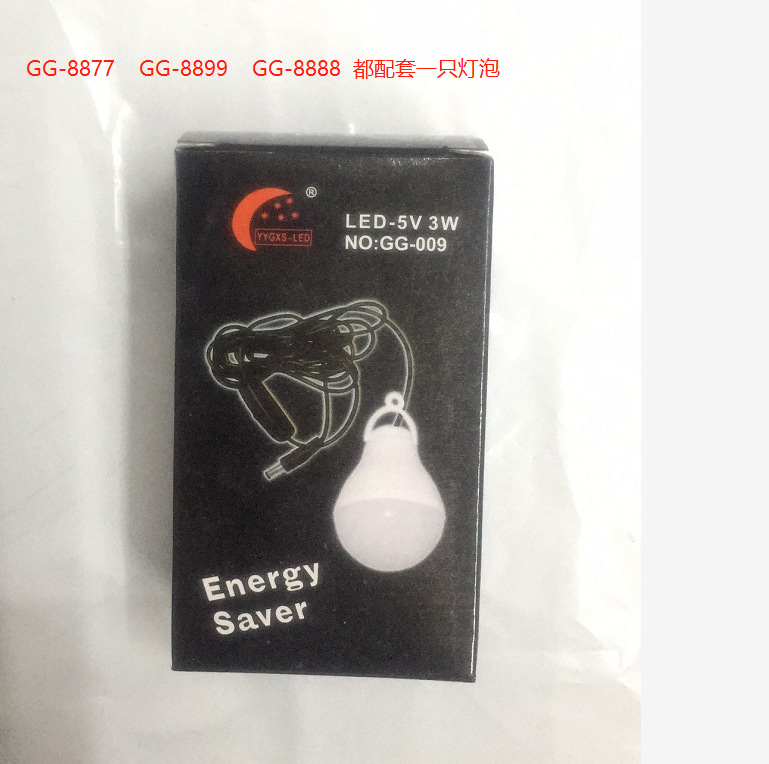 GG-8877 GG-8899 GG-8888 都配套一只灯泡
®
YYGXS-LED
LED-5V 3W
NO:GG-009
Energy
Saver